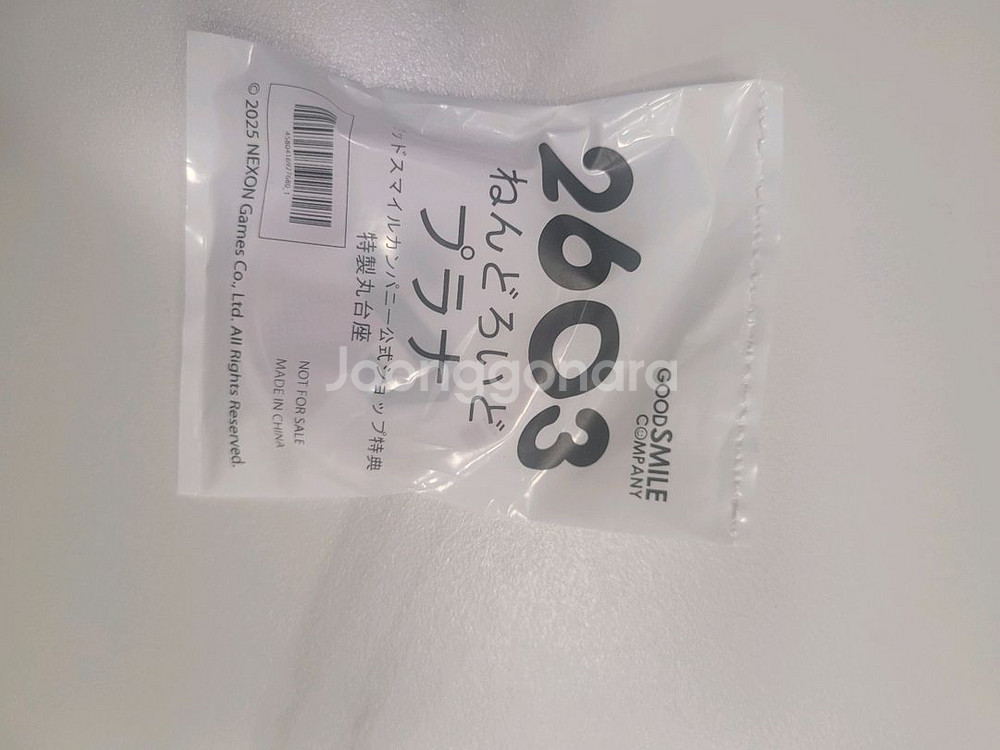 GOODSMILE
COMPANY
2603
ねんどろいど
プラナ
ッドスマイルカンパニー公式ショップ特典
特製丸台座
NOT FOR SALE
MADE IN CHINA
© 2025 NEXON Games Co., Ltd. All Rights Reserved.
Joonggonara